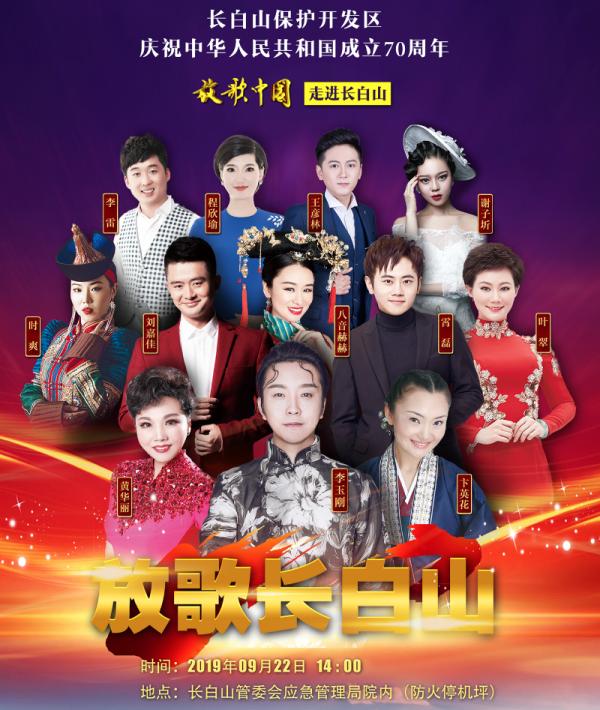 长白山保护开发区
庆祝中华人民共和国成立70周年
放歌中国 走进长白山
李雷
程欣瑜
王彦林
谢子圻
时爽
刘嘉佳
八音赫赫
霄磊
叶翠
黄华丽
李玉刚
卞英花
放歌长白山
时间：2019年09月22日 14:00
地点：长白山管委会应急管理局院内（防火停机坪）